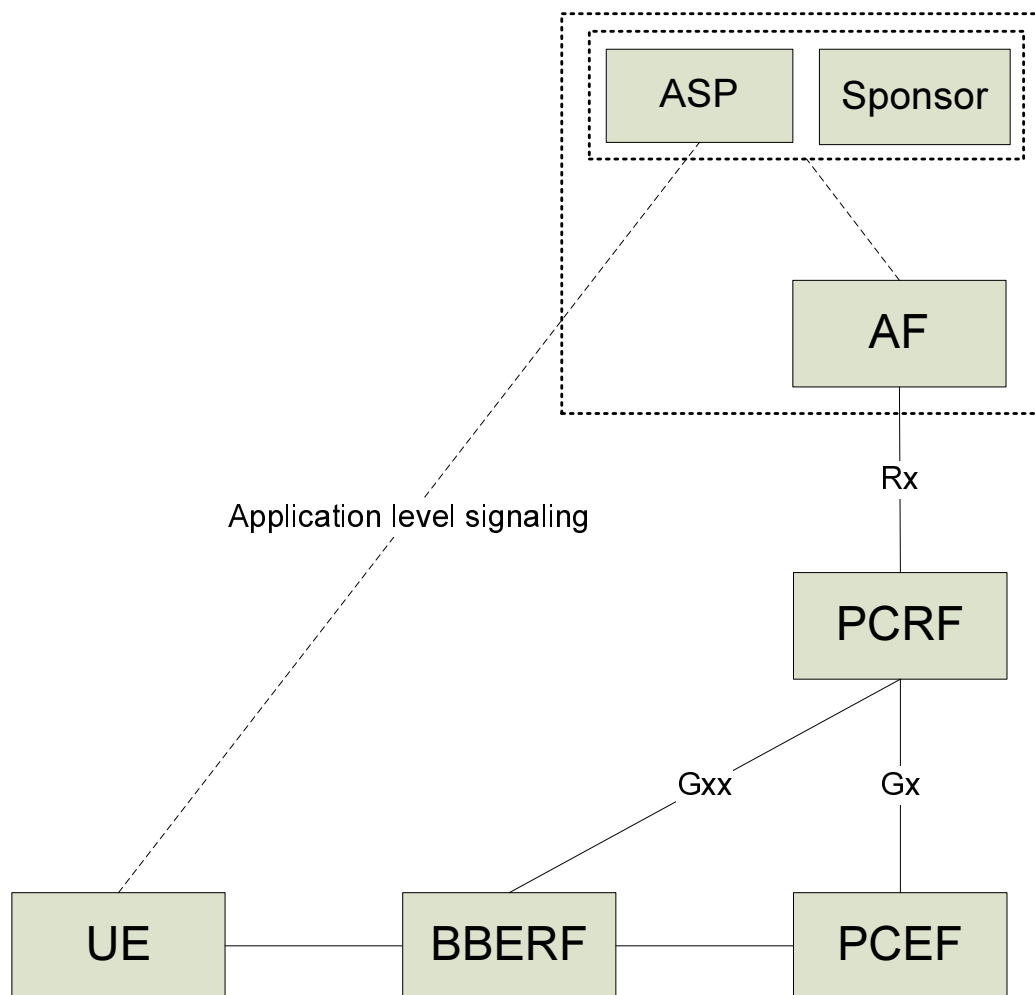 ASP
Sponsor
AF
Rx
Application level signaling
PCRF
Gxx
Gx
UE
BBERF
PCEF